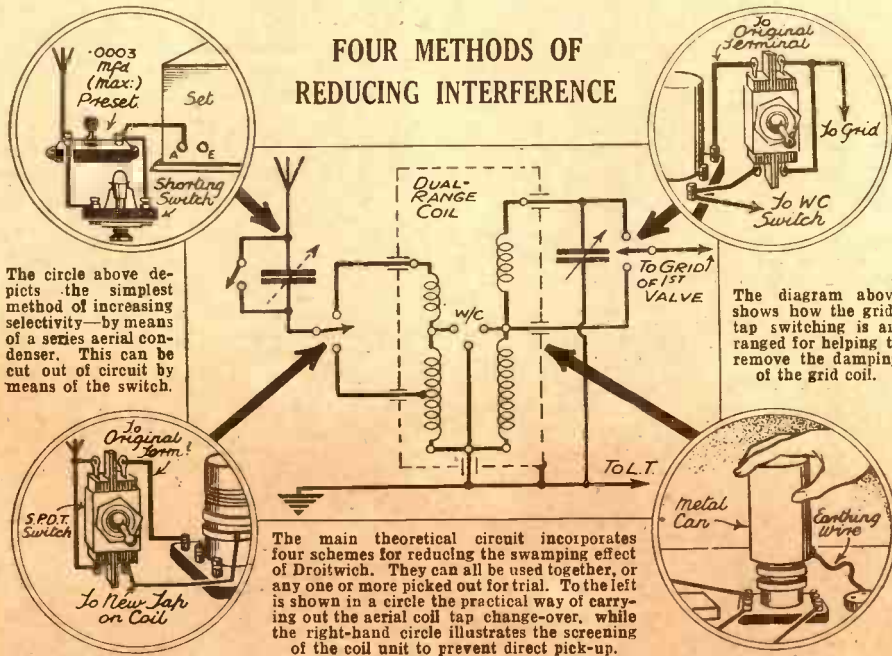 FOUR METHODS OF
REDUCING INTERFERENCE
.0003
mfd
(max:)
Preset.
Set
A
E
Shorting
Switch
The circle above de-
picts the simplest
method of increasing
selectivity—by means
of a series aerial con-
denser. This can be
cut out of circuit by
means of the switch.
DUAL-
RANGE
COIL
W/C
TO GRID
OF 1ST
VALVE
TO L.T.
To
Original
Terminal
To Grid
To WC
Switch
The diagram above
shows how the grid
tap switching is ar
ranged for helping t
remove the damping
of the grid coil.
To
Original
Term!
S.P.D.T.
Switch
To New Tap
on Coil
The main theoretical circuit incorporates
four schemes for reducing the swamping effect
of Droitwich. They can all be used together, or
any one or more picked out for trial. To the left
is shown in a circle the practical way of carry-
ing out the aerial coil tap change-over, while
the right-hand circle illustrates the screening
of the coil unit to prevent direct pick-up.
Metal
Can
Earthing
Wire